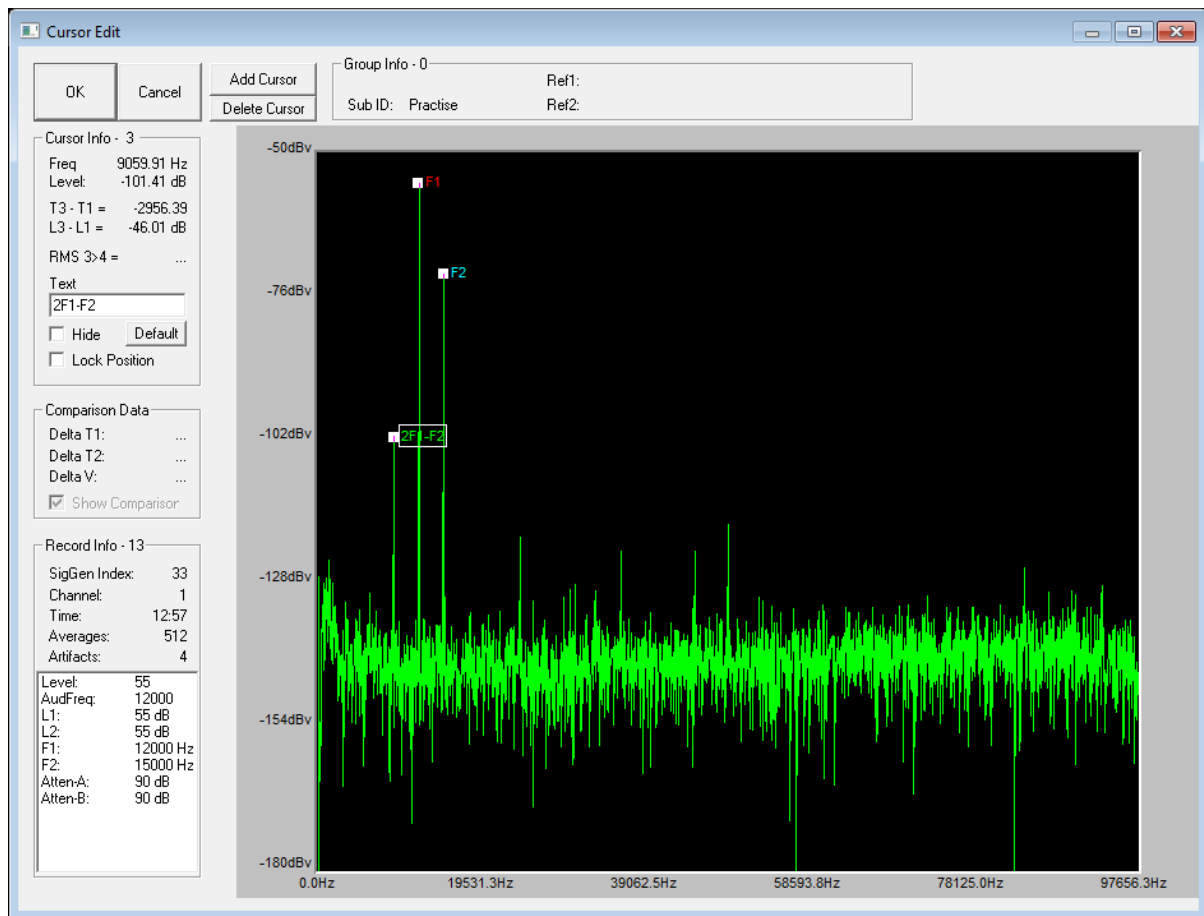 Cursor Edit
OK
Cancel
Add Cursor
Delete Cursor
Group Info - 0
Ref1:
Sub ID: Practise Ref2:
Cursor Info - 3
Freq 9059.91 Hz
Level: -101.41 dB
T3 - T1 = -2956.39
L3 - L1 = -46.01 dB
RMS 3>4 = ...
Text
2F1-F2
Hide Default
Lock Position
Comparison Data
Delta T1: ...
Delta T2: ...
Delta V: ...
Show Comparisor
Record Info - 13
SigGen Index: 33
Channel: 1
Time: 12:57
Averages: 512
Artifacts: 4
Level: 55
AudFreq: 12000
L1: 55 dB
L2: 55 dB
F1: 12000 Hz
F2: 15000 Hz
Atten-A: 90 dB
Atten-B: 90 dB
-50dBv
F1
F2
-76dBv
-102dBv
2F1-F2
-128dBv
-154dBv
-180dBv
0.0Hz 19531.3Hz 39062.5Hz 58593.8Hz 78125.0Hz 97656.3Hz